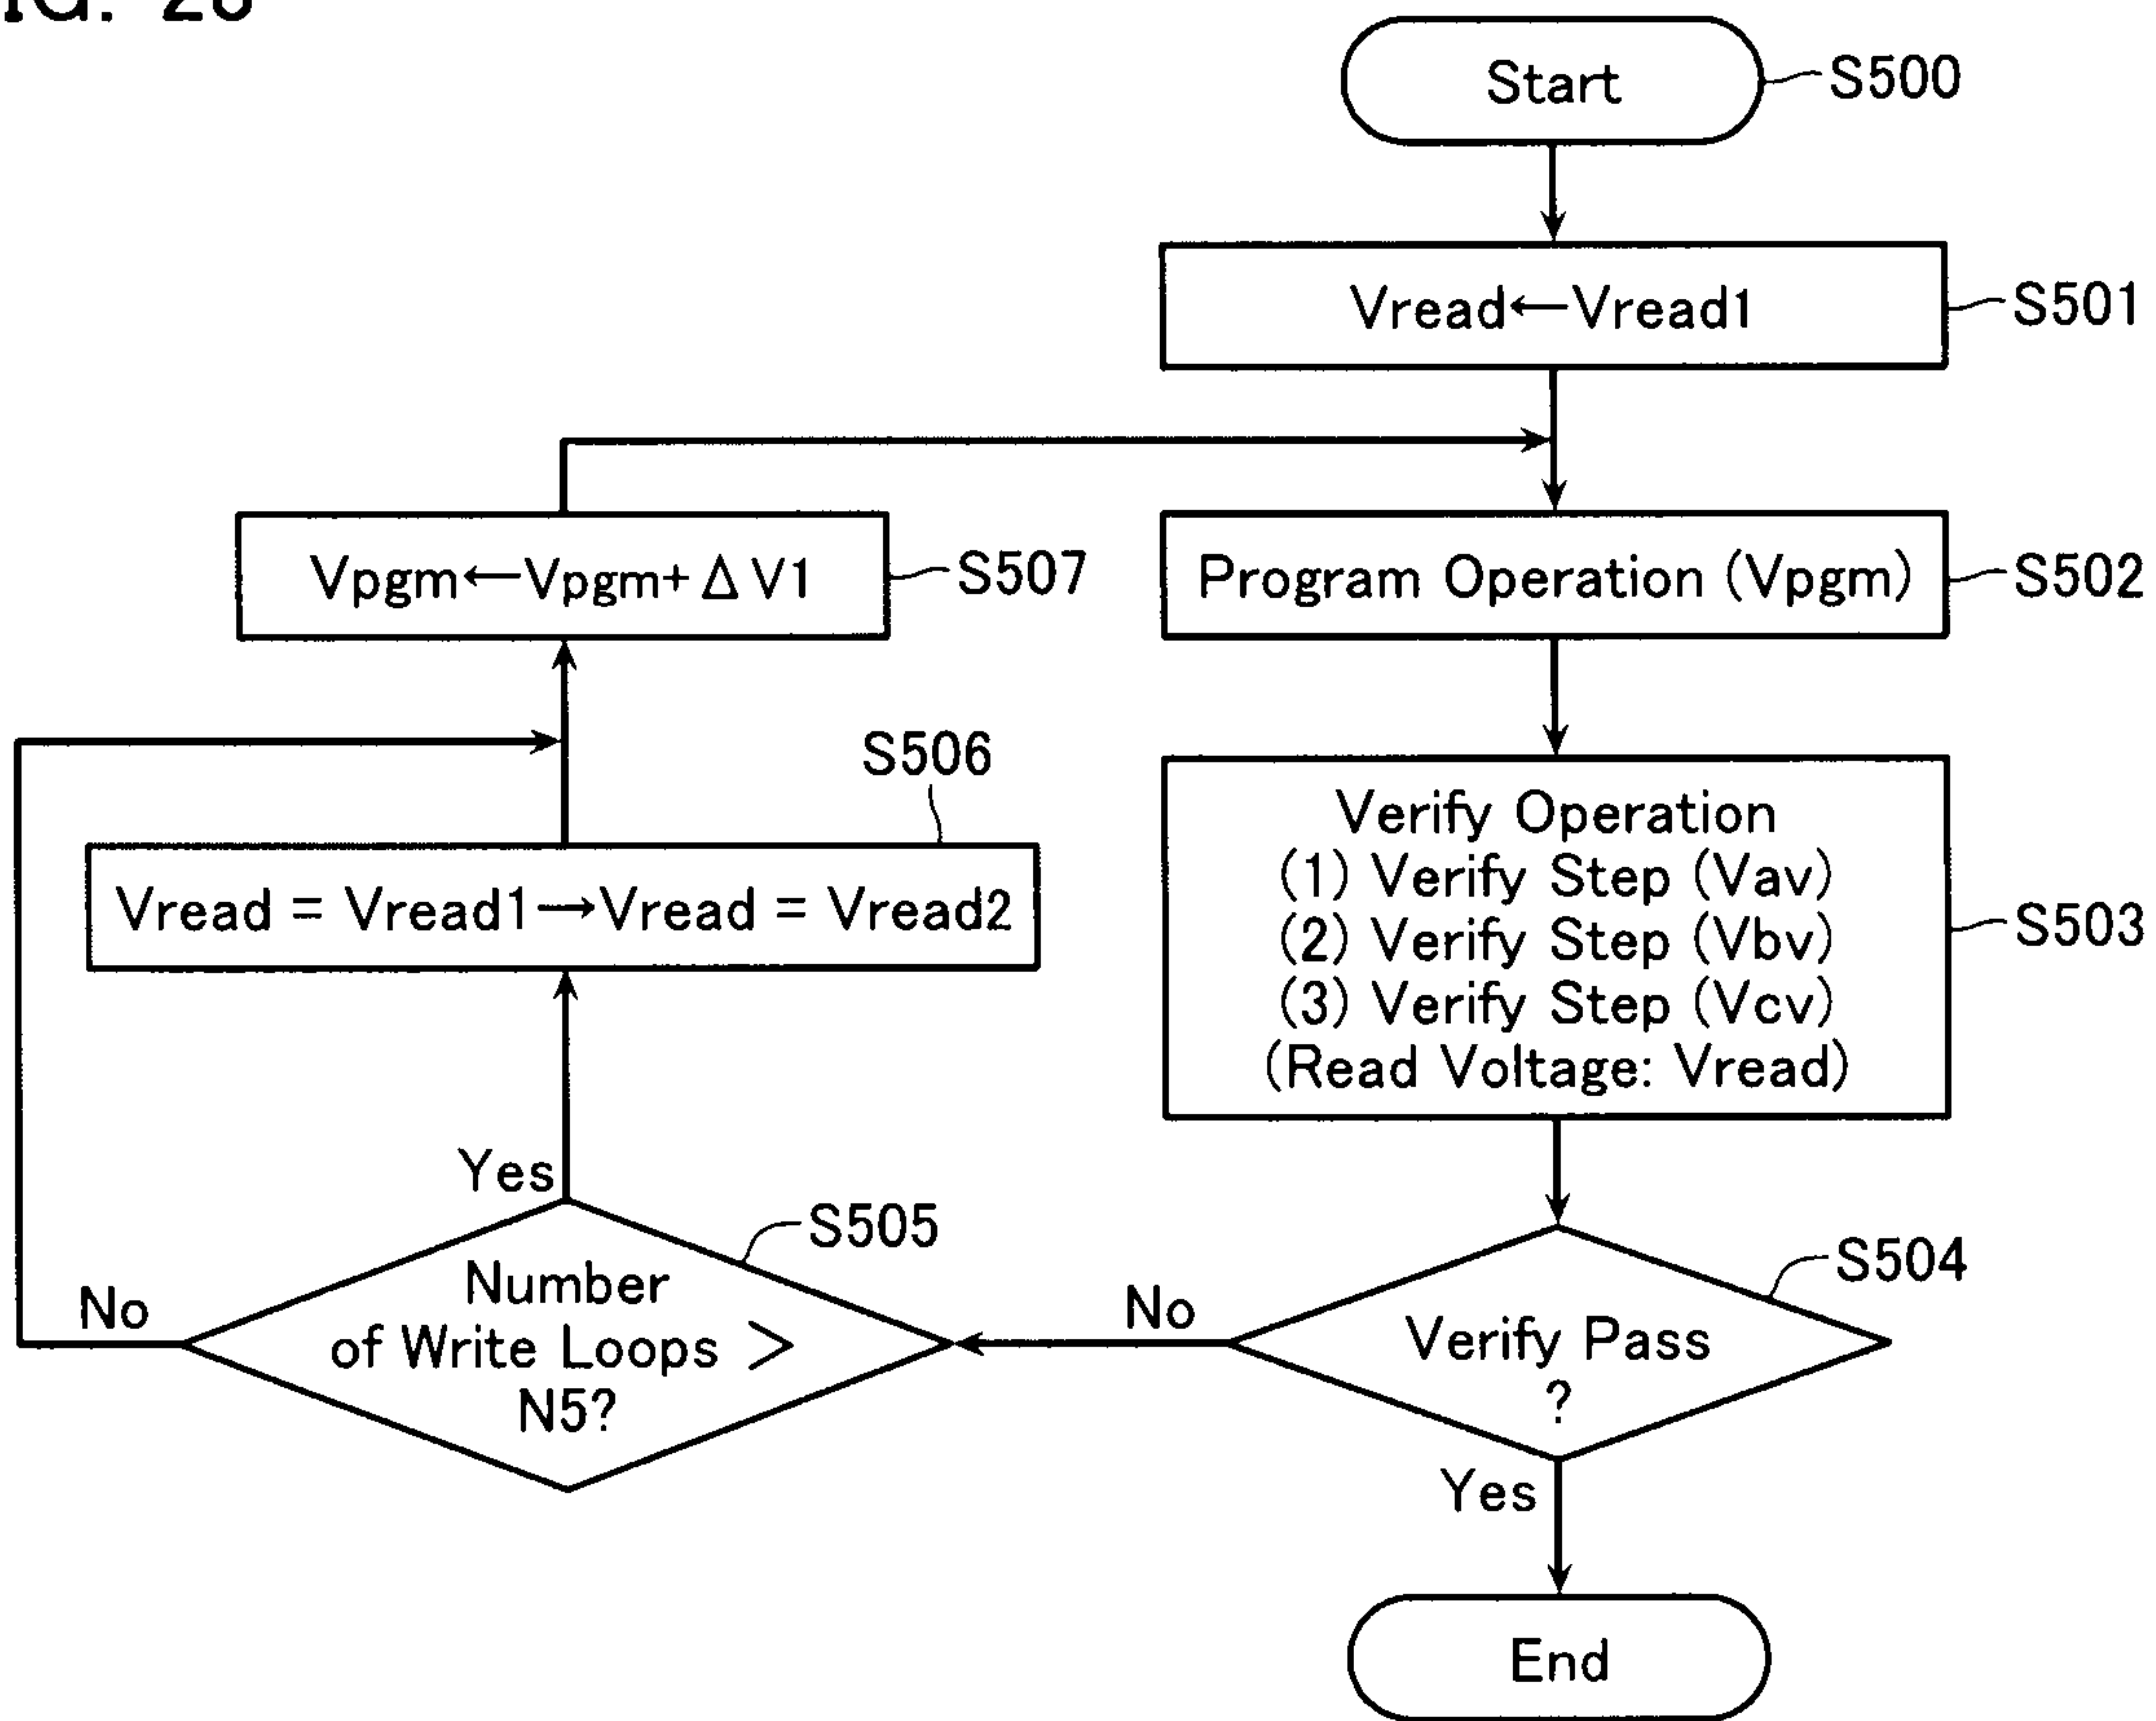 Start
S500
Vread←Vread1
S501
Vpgm←Vpgm+ΔV1
S507
Program Operation (Vpgm)
S502
S506
Vread = Vread1→Vread = Vread2
Verify Operation
(1) Verify Step (Vav)
(2) Verify Step (Vbv)
(3) Verify Step (Vcv)
(Read Voltage: Vread)
S503
Yes
S505
Number
of Write Loops >
N5?
No
No
S504
Verify Pass
?
Yes
End